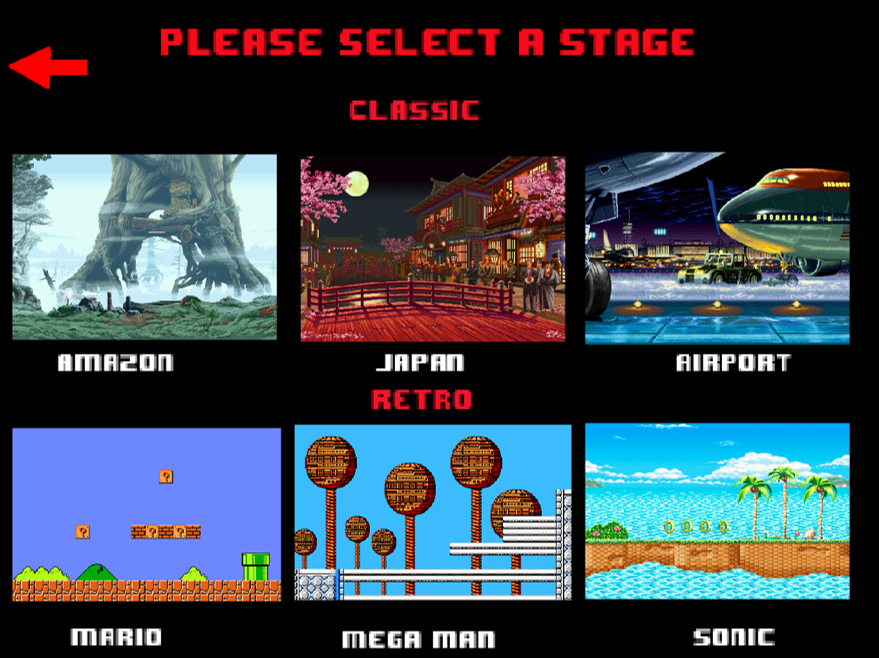 PLEASE SELECT A STAGE
CLASSIC
AMAZON
JAPAN
AIRPORT
RETRO
?
? ? ?
MARIO
MEGA MAN
SONIC